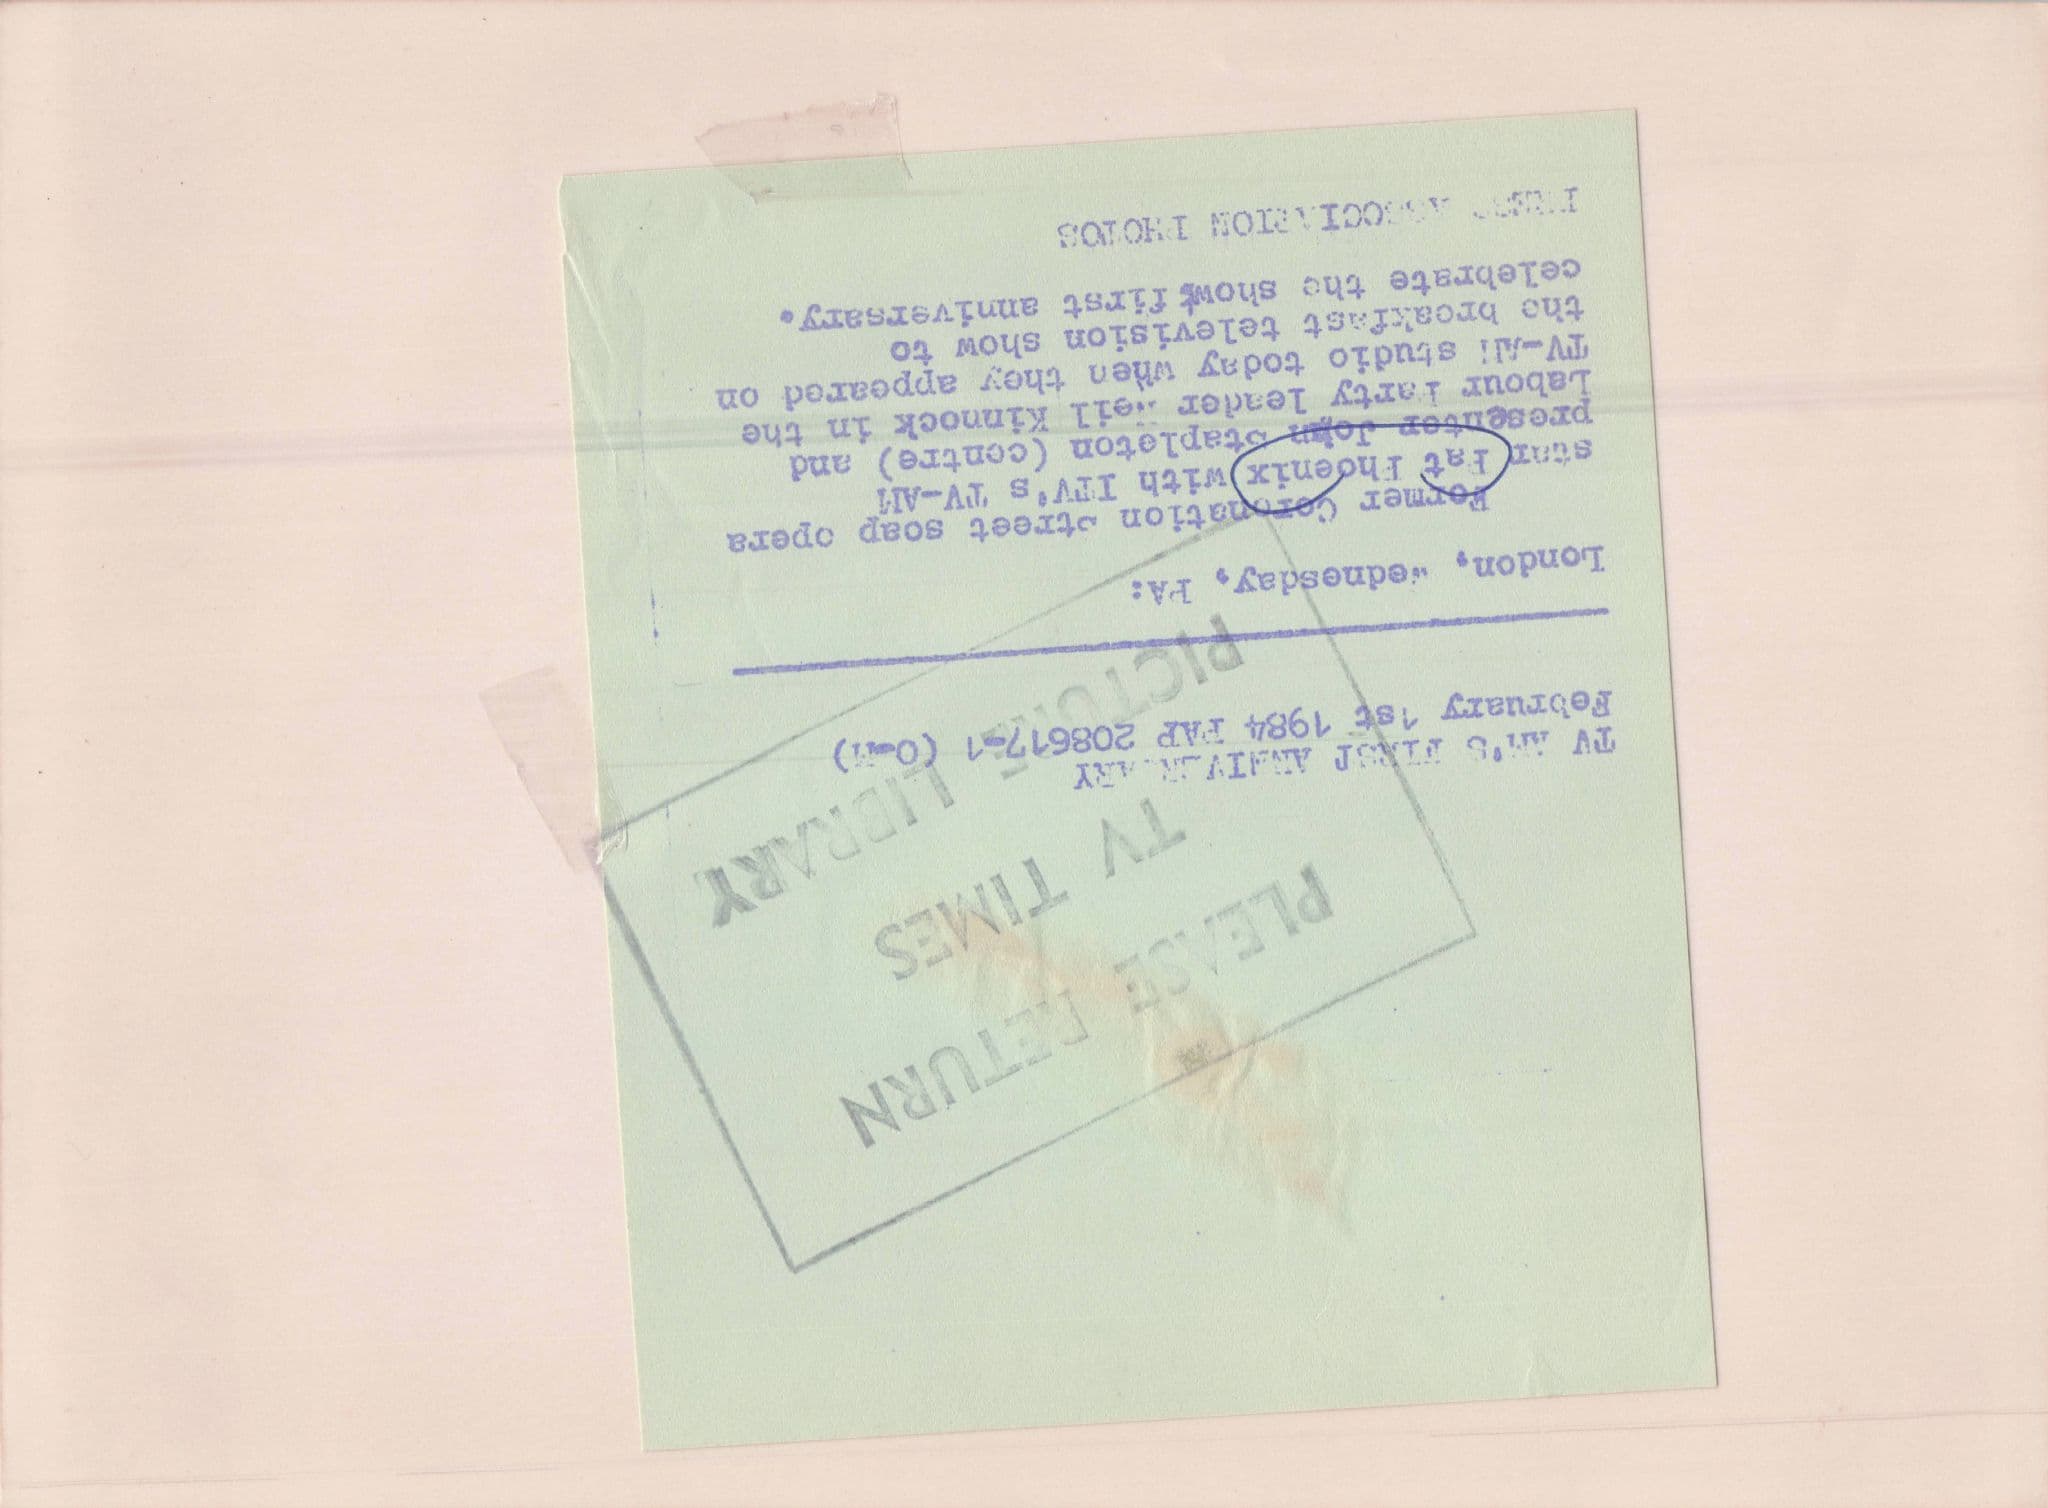 TV AM'S FIRST ANNIVERSARY
February 1st 1984 PAP 208617-1 (O-M)
London, Wednesday, PA:
Former Coronation Street soap opera
star Pat Phoenix with ITV's TV-AM
presenter John Stapleton (centre) and
Labour Party leader Neil Kinnock in the
TV-AM studio today when they appeared on
the breakfast television show to
celebrate the show's first anniversary.
PRESS ASSOCIATION PHOTOS
PLEASE RETURN
TV TIMES
PICTURE LIBRARY